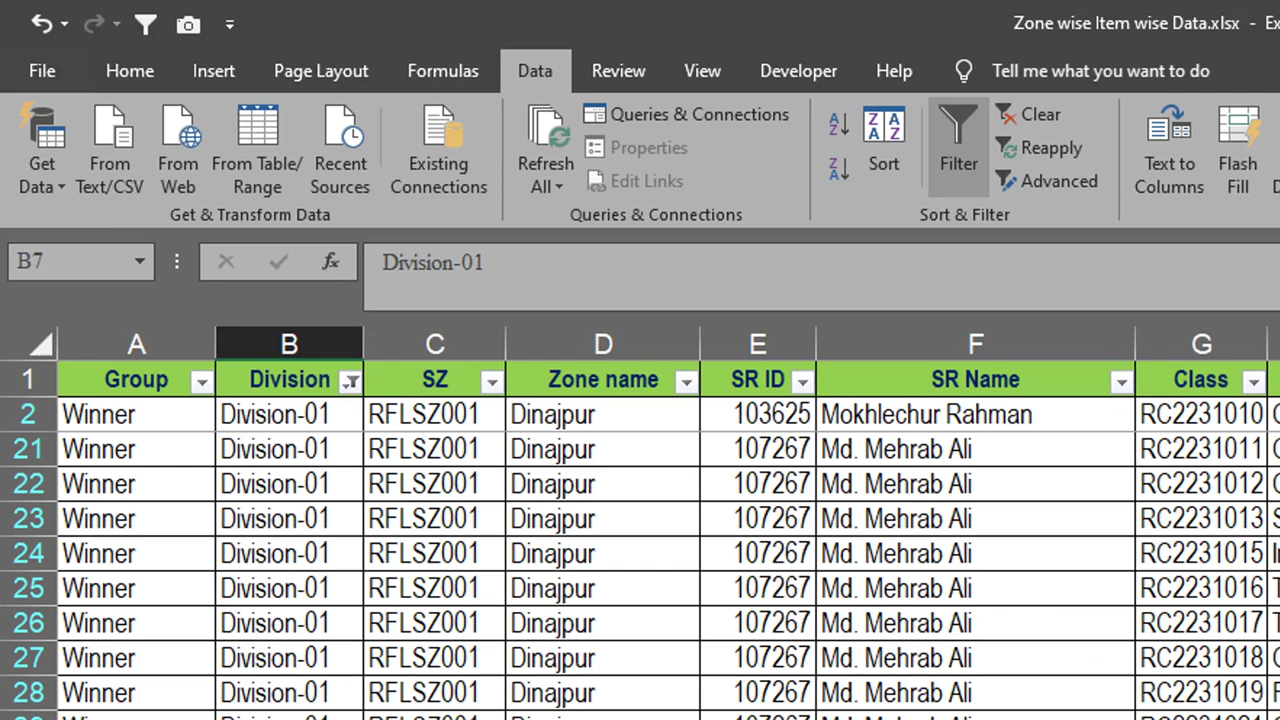 Zone wise Item wise Data.xlsx - Ex
File Home Insert Page Layout Formulas Data Review View Developer Help Tell me what you want to do
Get Data
From Text/CSV
From Web
From Table/ Range
Recent Sources
Existing Connections
Refresh All
Queries & Connections
Properties
Edit Links
Sort
Filter
Clear
Reapply
Advanced
Text to Columns
Flash Fill
Get & Transform Data Queries & Connections Sort & Filter
B7 fx Division-01
A B C D E F G
1 Group Division SZ Zone name SR ID SR Name Class
2 Winner Division-01 RFLSZ001 Dinajpur 103625 Mokhlechur Rahman RC2231010
21 Winner Division-01 RFLSZ001 Dinajpur 107267 Md. Mehrab Ali RC2231011
22 Winner Division-01 RFLSZ001 Dinajpur 107267 Md. Mehrab Ali RC2231012
23 Winner Division-01 RFLSZ001 Dinajpur 107267 Md. Mehrab Ali RC2231013
24 Winner Division-01 RFLSZ001 Dinajpur 107267 Md. Mehrab Ali RC2231015
25 Winner Division-01 RFLSZ001 Dinajpur 107267 Md. Mehrab Ali RC2231016
26 Winner Division-01 RFLSZ001 Dinajpur 107267 Md. Mehrab Ali RC2231017
27 Winner Division-01 RFLSZ001 Dinajpur 107267 Md. Mehrab Ali RC2231018
28 Winner Division-01 RFLSZ001 Dinajpur 107267 Md. Mehrab Ali RC2231019